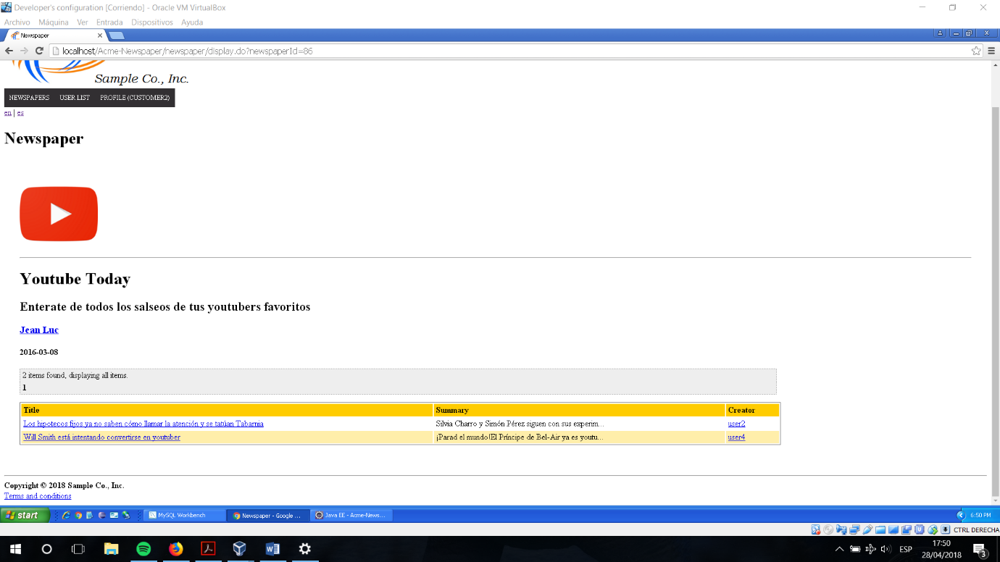 Developer's configuration [Corriendo] - Oracle VM VirtualBox
Archivo Máquina Ver Entrada Dispositivos Ayuda
Newspaper
localhost/Acme-Newspaper/newspaper/display.do?newspaperId=86
Sample Co., Inc.
NEWSPAPERS USER LIST PROFILE (CUSTOMER2)
en | es
Newspaper
Youtube Today
Enterate de todos los salseos de tus youtubers favoritos
Jean Luc
2016-03-08
2 items found, displaying all items.
1
Title Summary Creator
Los hipotecos fijos ya no saben cómo llamar la atención y se tatúan Tabarnia Silvia Charro y Simón Pérez siguen con sus experim... user2
Will Smith está intentando convertirse en youtuber ¡Parad el mundo!El Príncipe de Bel-Air ya es youtu... user4
Copyright © 2018 Sample Co., Inc.
Terms and conditions
start MySQL Workbench Newspaper - Google ... Java EE - Acme-News... 6:50 PM
CTRL DERECHA
ESP 17:50
28/04/2018 3